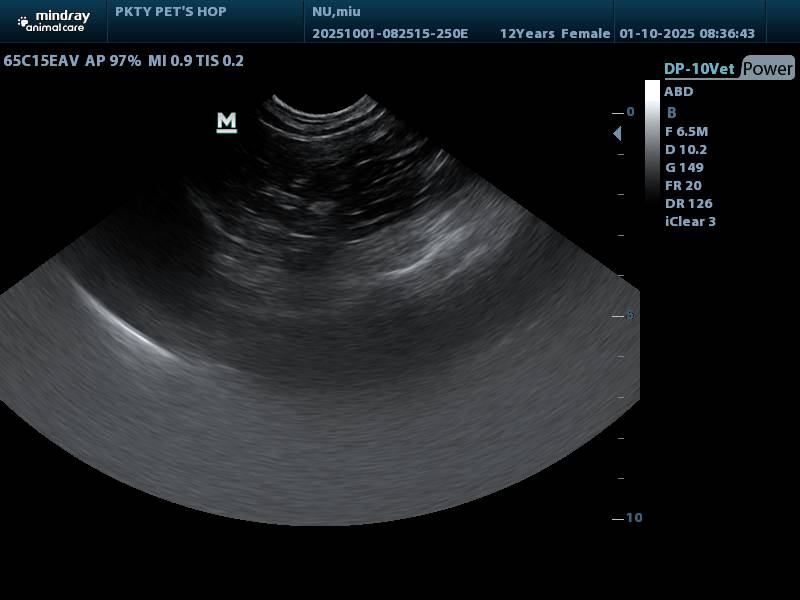 mindray
animal care
PKTY PET'S HOP
NU,miu
20251001-082515-250E 12Years Female 01-10-2025 08:36:43
65C15EAV AP 97% MI 0.9 TIS 0.2
DP-10Vet Power
M
ABD
B
F 6.5M
D 10.2
G 149
FR 20
DR 126
iClear 3
0
5
10